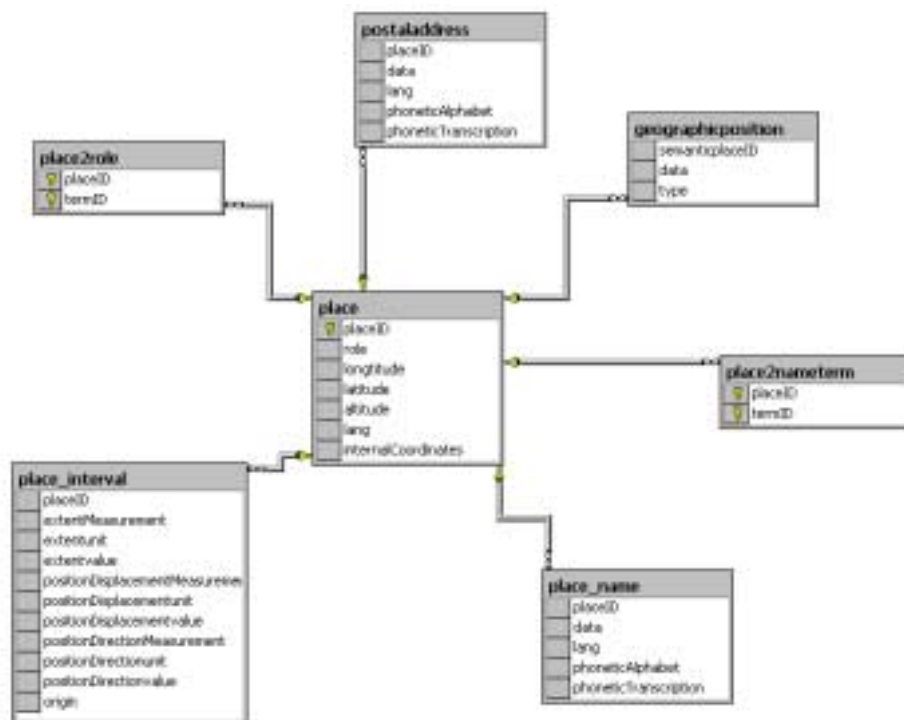 postaladdress
placeID
data
lang
phoneticAlphabet
phoneticTranscription
geographicposition
semanticplaceID
data
type
place2role
placeID
termID
place
placeID
role
longtitude
latitude
altitude
lang
internalCoordinates
place2nameterm
placeID
termID
place_interval
placeID
extentMeasurement
extentunit
extentvalue
positionDisplacementMeasureme
positionDisplacementunit
positionDisplacementvalue
positionDirectionMeasurement
positionDirectionunit
positionDirectionvalue
origin
place_name
placeID
data
lang
phoneticAlphabet
phoneticTranscription